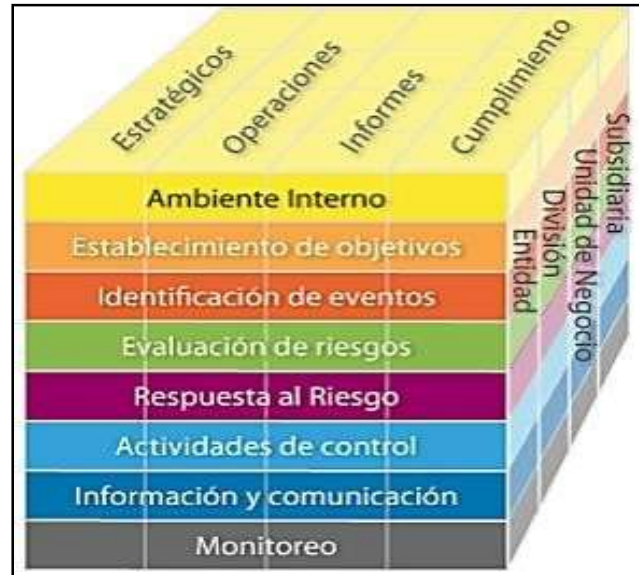 Estratégicos
Operaciones
Informes
Cumplimiento
Ambiente Interno
Establecimiento de objetivos
Identificación de eventos
Evaluación de riesgos
Respuesta al Riesgo
Actividades de control
Información y comunicación
Monitoreo
Entidad
División
Unidad de Negocio
Subsidiaria